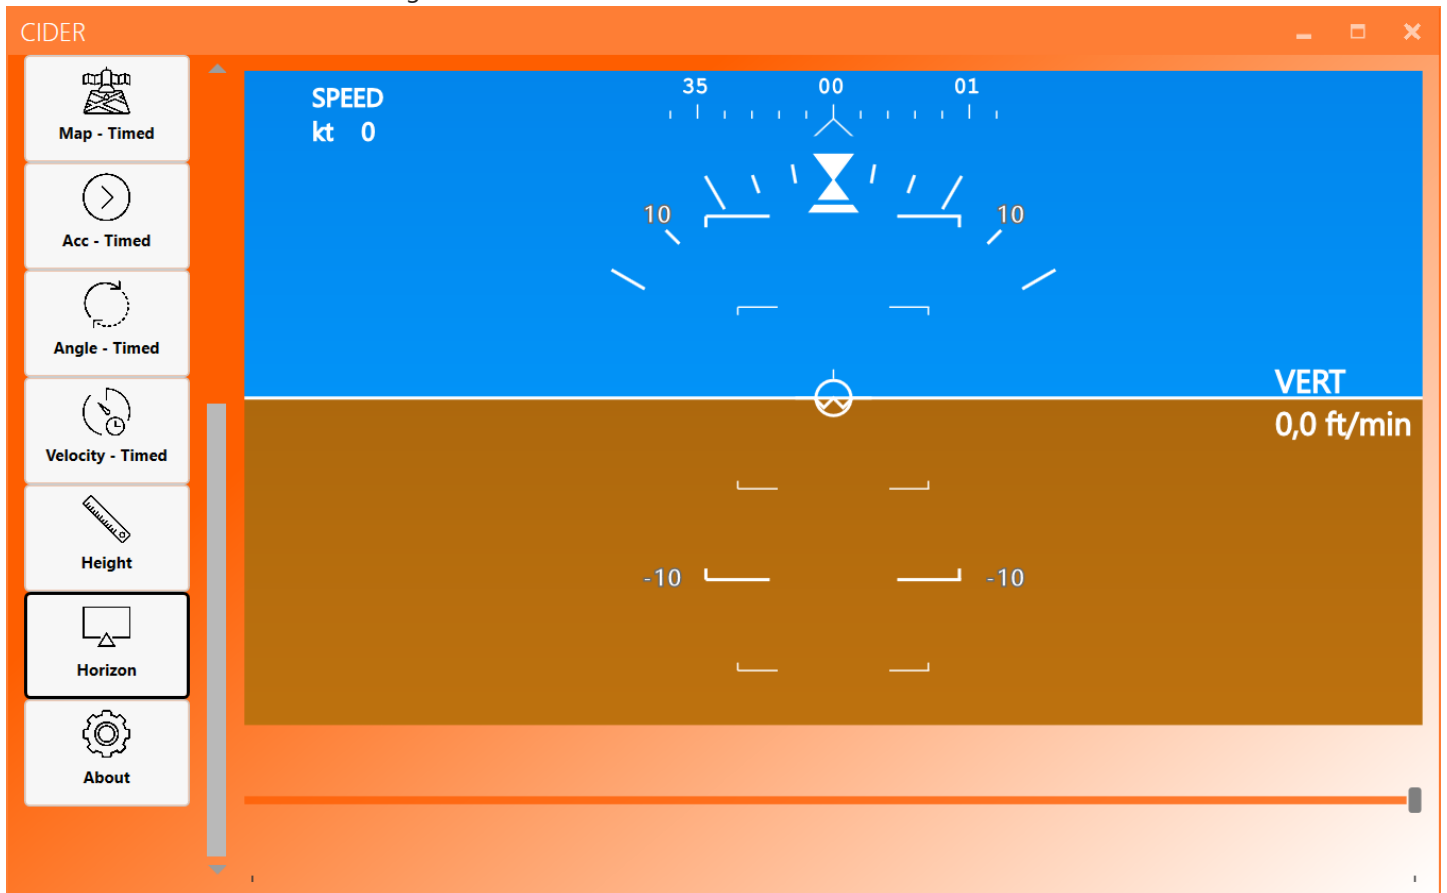 CIDER
Map - Timed
Acc - Timed
Angle - Timed
Velocity - Timed
Height
Horizon
About
SPEED
kt 0
35 00 01
10 10
VERT
0,0 ft/min
-10 -10